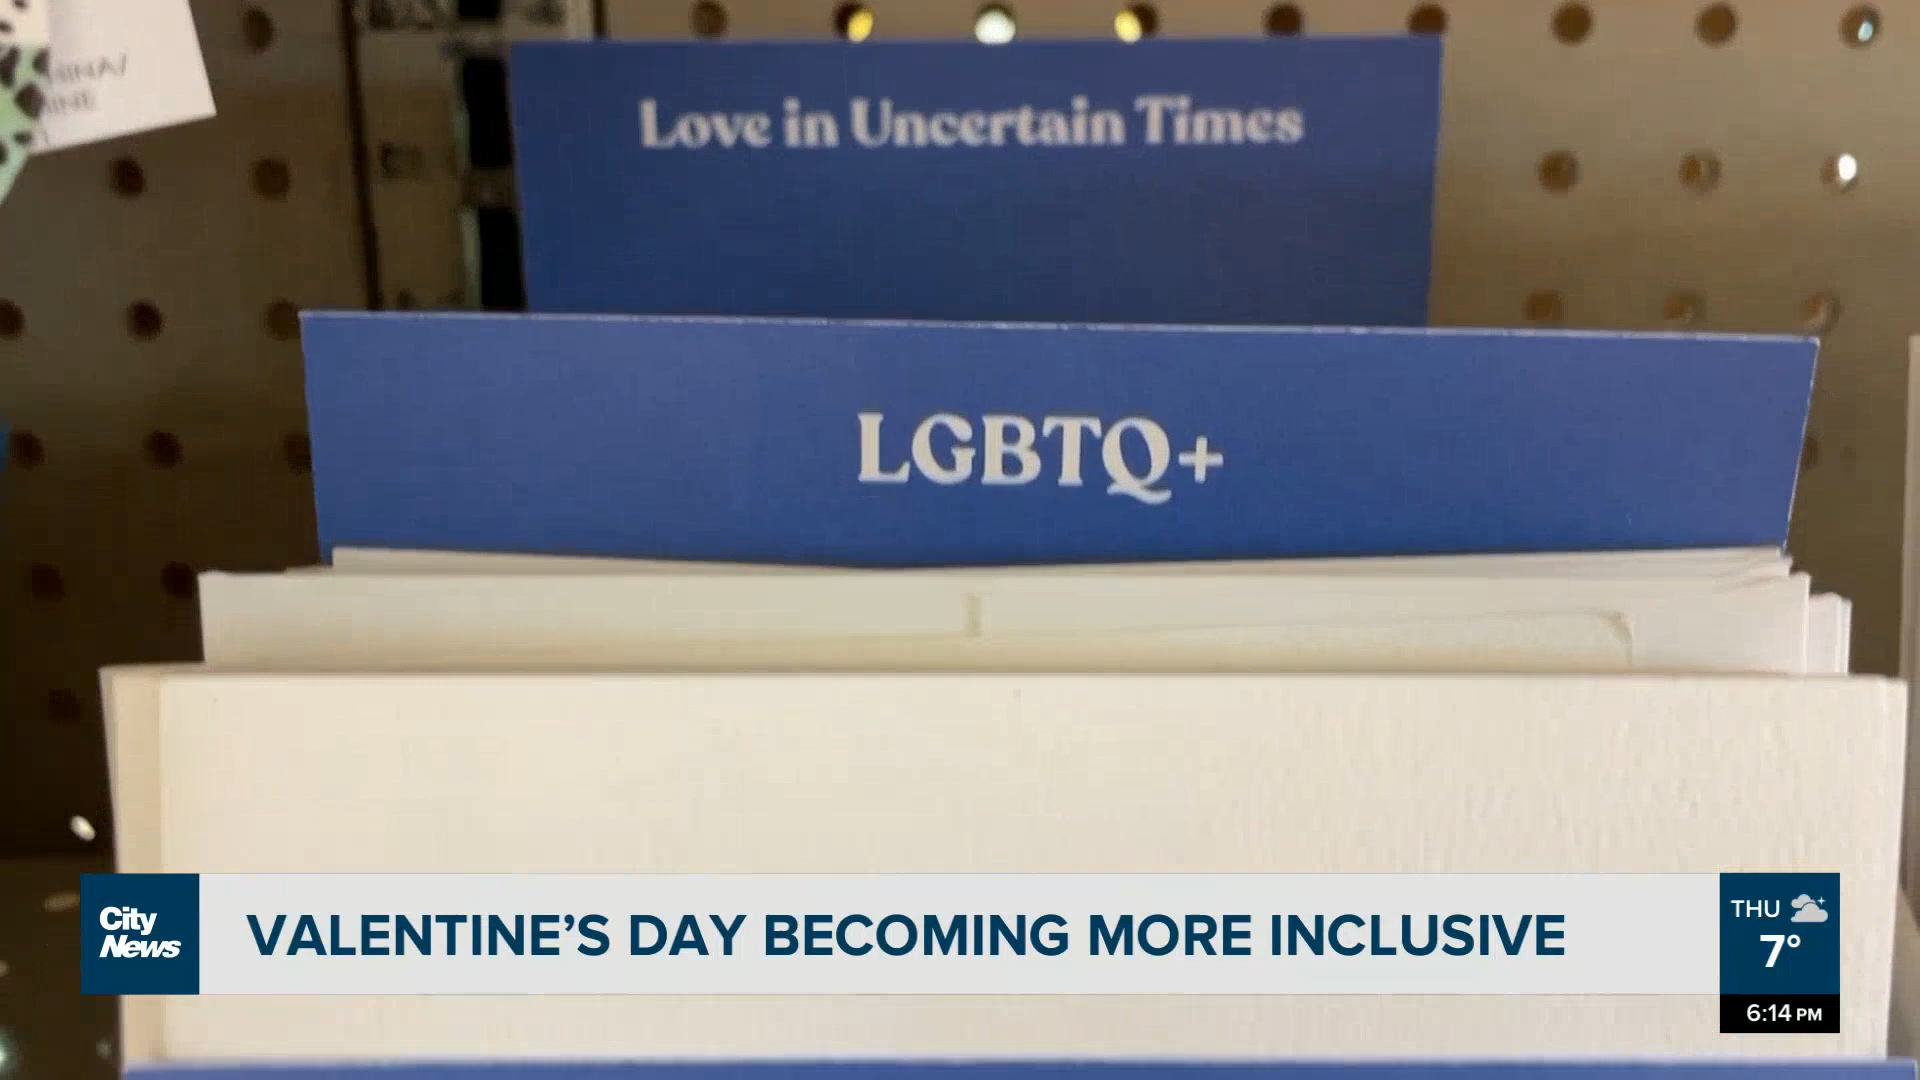 Love in Uncertain Times
LGBTQ+
City
News
VALENTINE’S DAY BECOMING MORE INCLUSIVE
THU
7°
6:14 PM